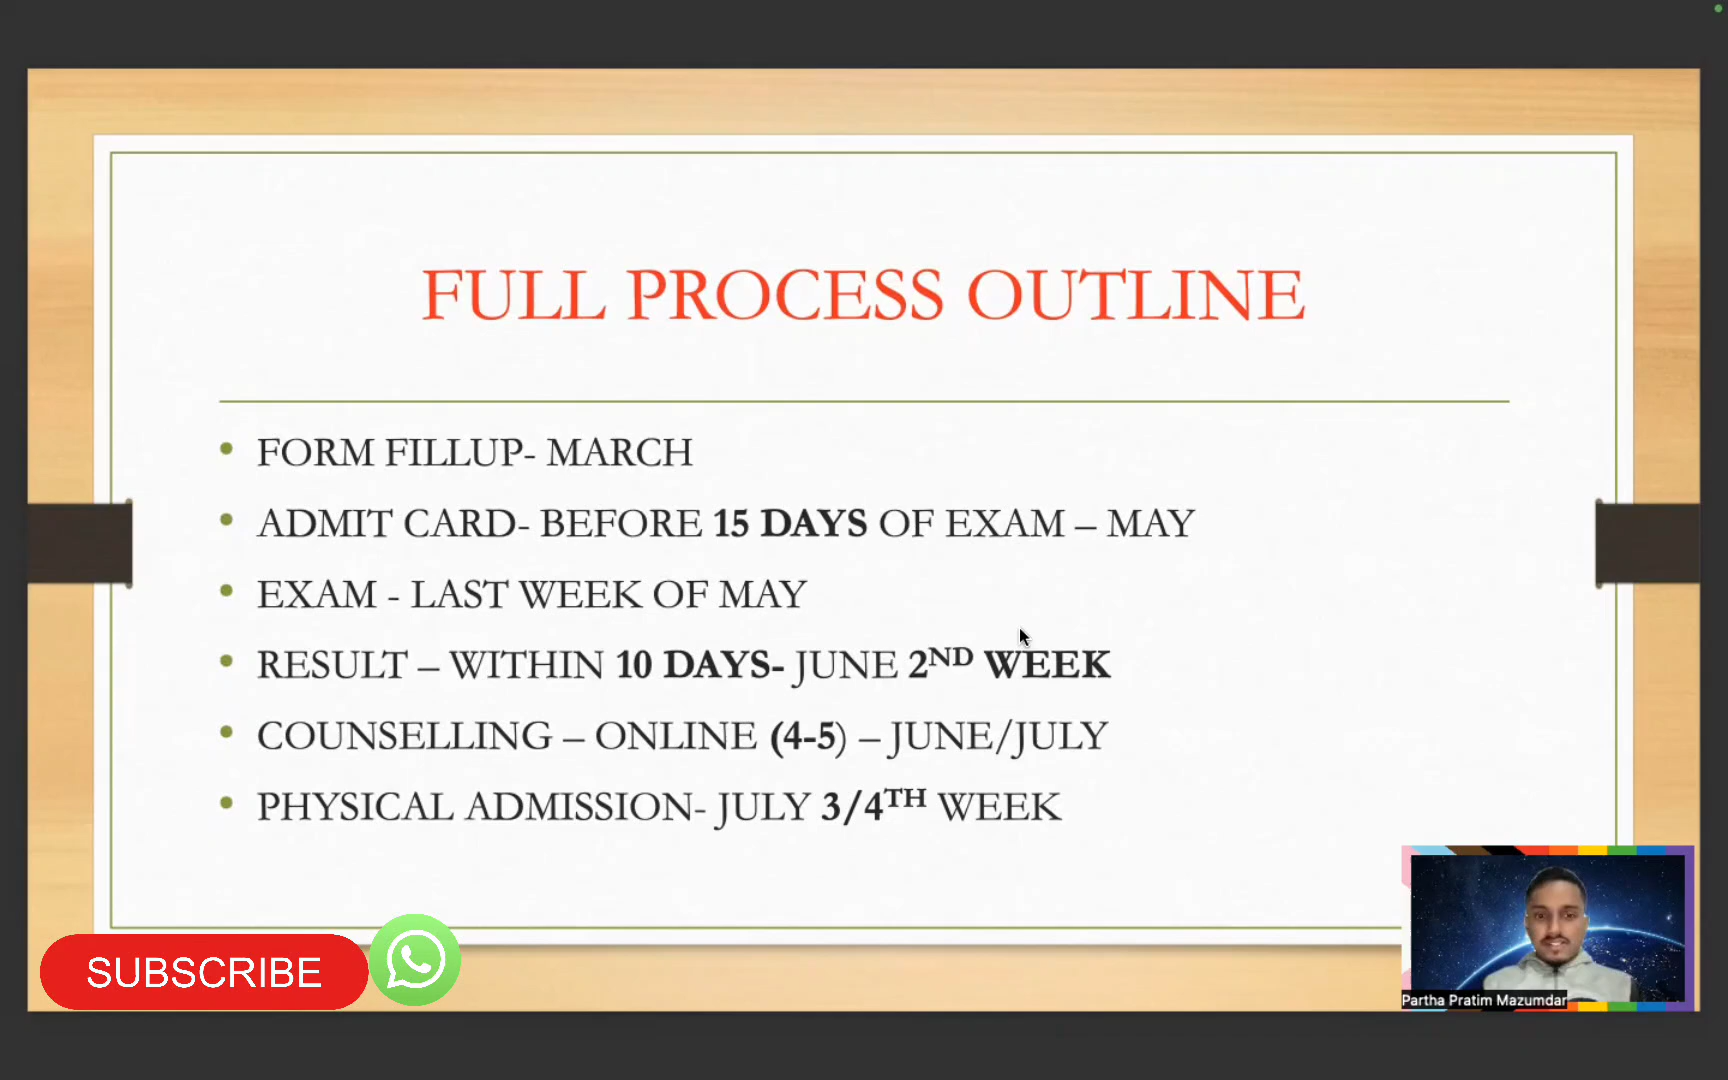 FULL PROCESS OUTLINE
• FORM FILLUP- MARCH
• ADMIT CARD- BEFORE 15 DAYS OF EXAM – MAY
• EXAM - LAST WEEK OF MAY
• RESULT – WITHIN 10 DAYS- JUNE 2ND WEEK
• COUNSELLING – ONLINE (4-5) – JUNE/JULY
• PHYSICAL ADMISSION- JULY 3/4TH WEEK
SUBSCRIBE
Partha Pratim Mazumdar